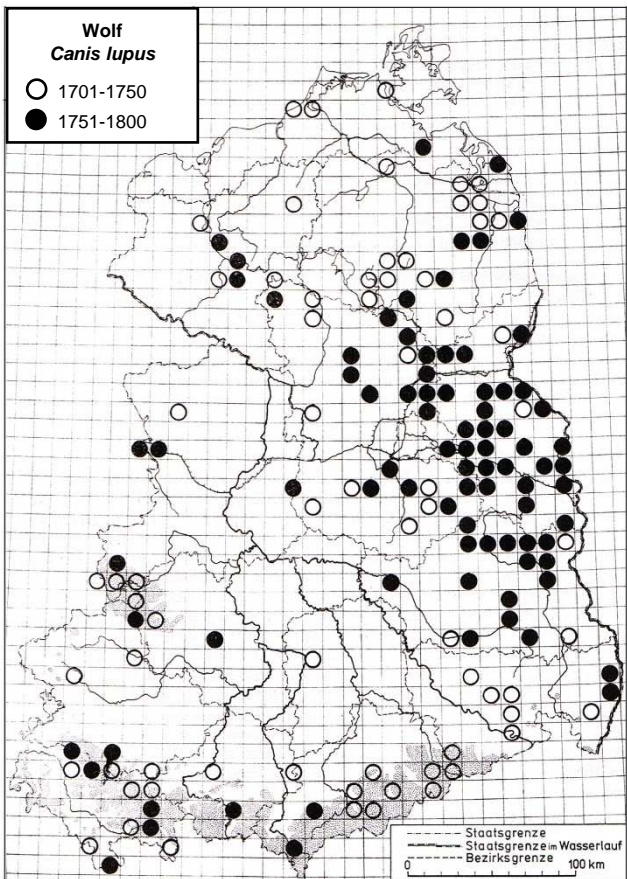 Wolf
Canis lupus
1701-1750
1751-1800
Staatsgrenze
Staatsgrenze im Wasserlauf
Bezirksgrenze
0 100 km